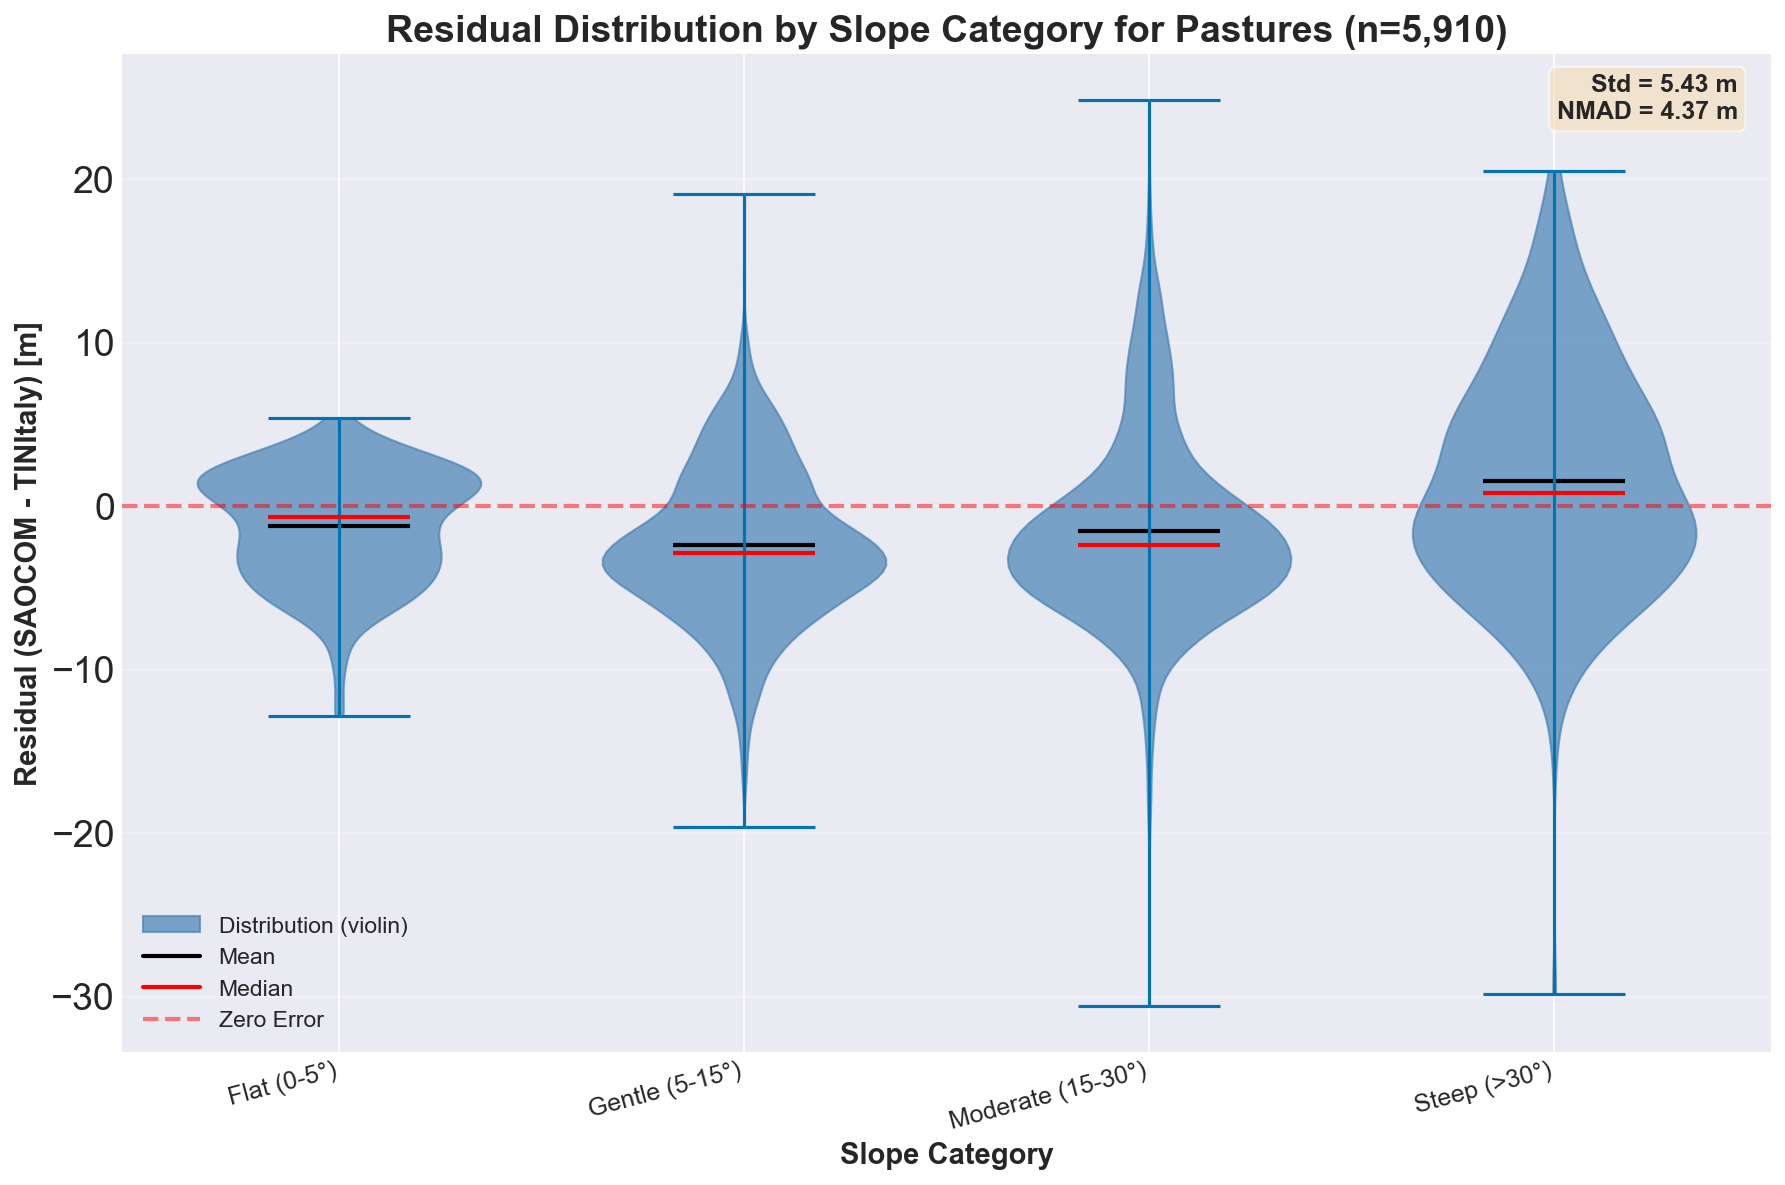 Residual Distribution by Slope Category for Pastures (n=5,910)
Std = 5.43 m
NMAD = 4.37 m
Residual (SAOCOM - TINItaly) [m]
20
10
0
−10
−20
−30
Distribution (violin)
Mean
Median
Zero Error
Flat (0-5°)
Gentle (5-15°)
Moderate (15-30°)
Steep (>30°)
Slope Category